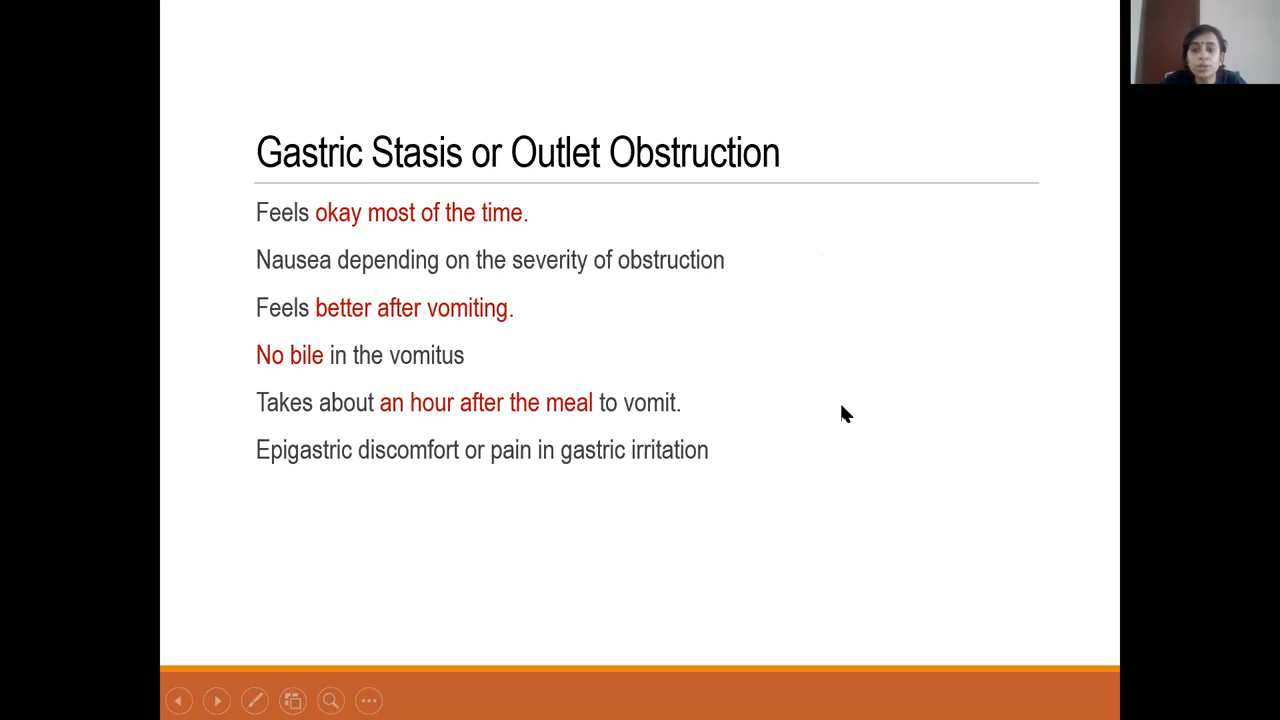 Gastric Stasis or Outlet Obstruction
Feels okay most of the time.
Nausea depending on the severity of obstruction
Feels better after vomiting.
No bile in the vomitus
Takes about an hour after the meal to vomit.
Epigastric discomfort or pain in gastric irritation